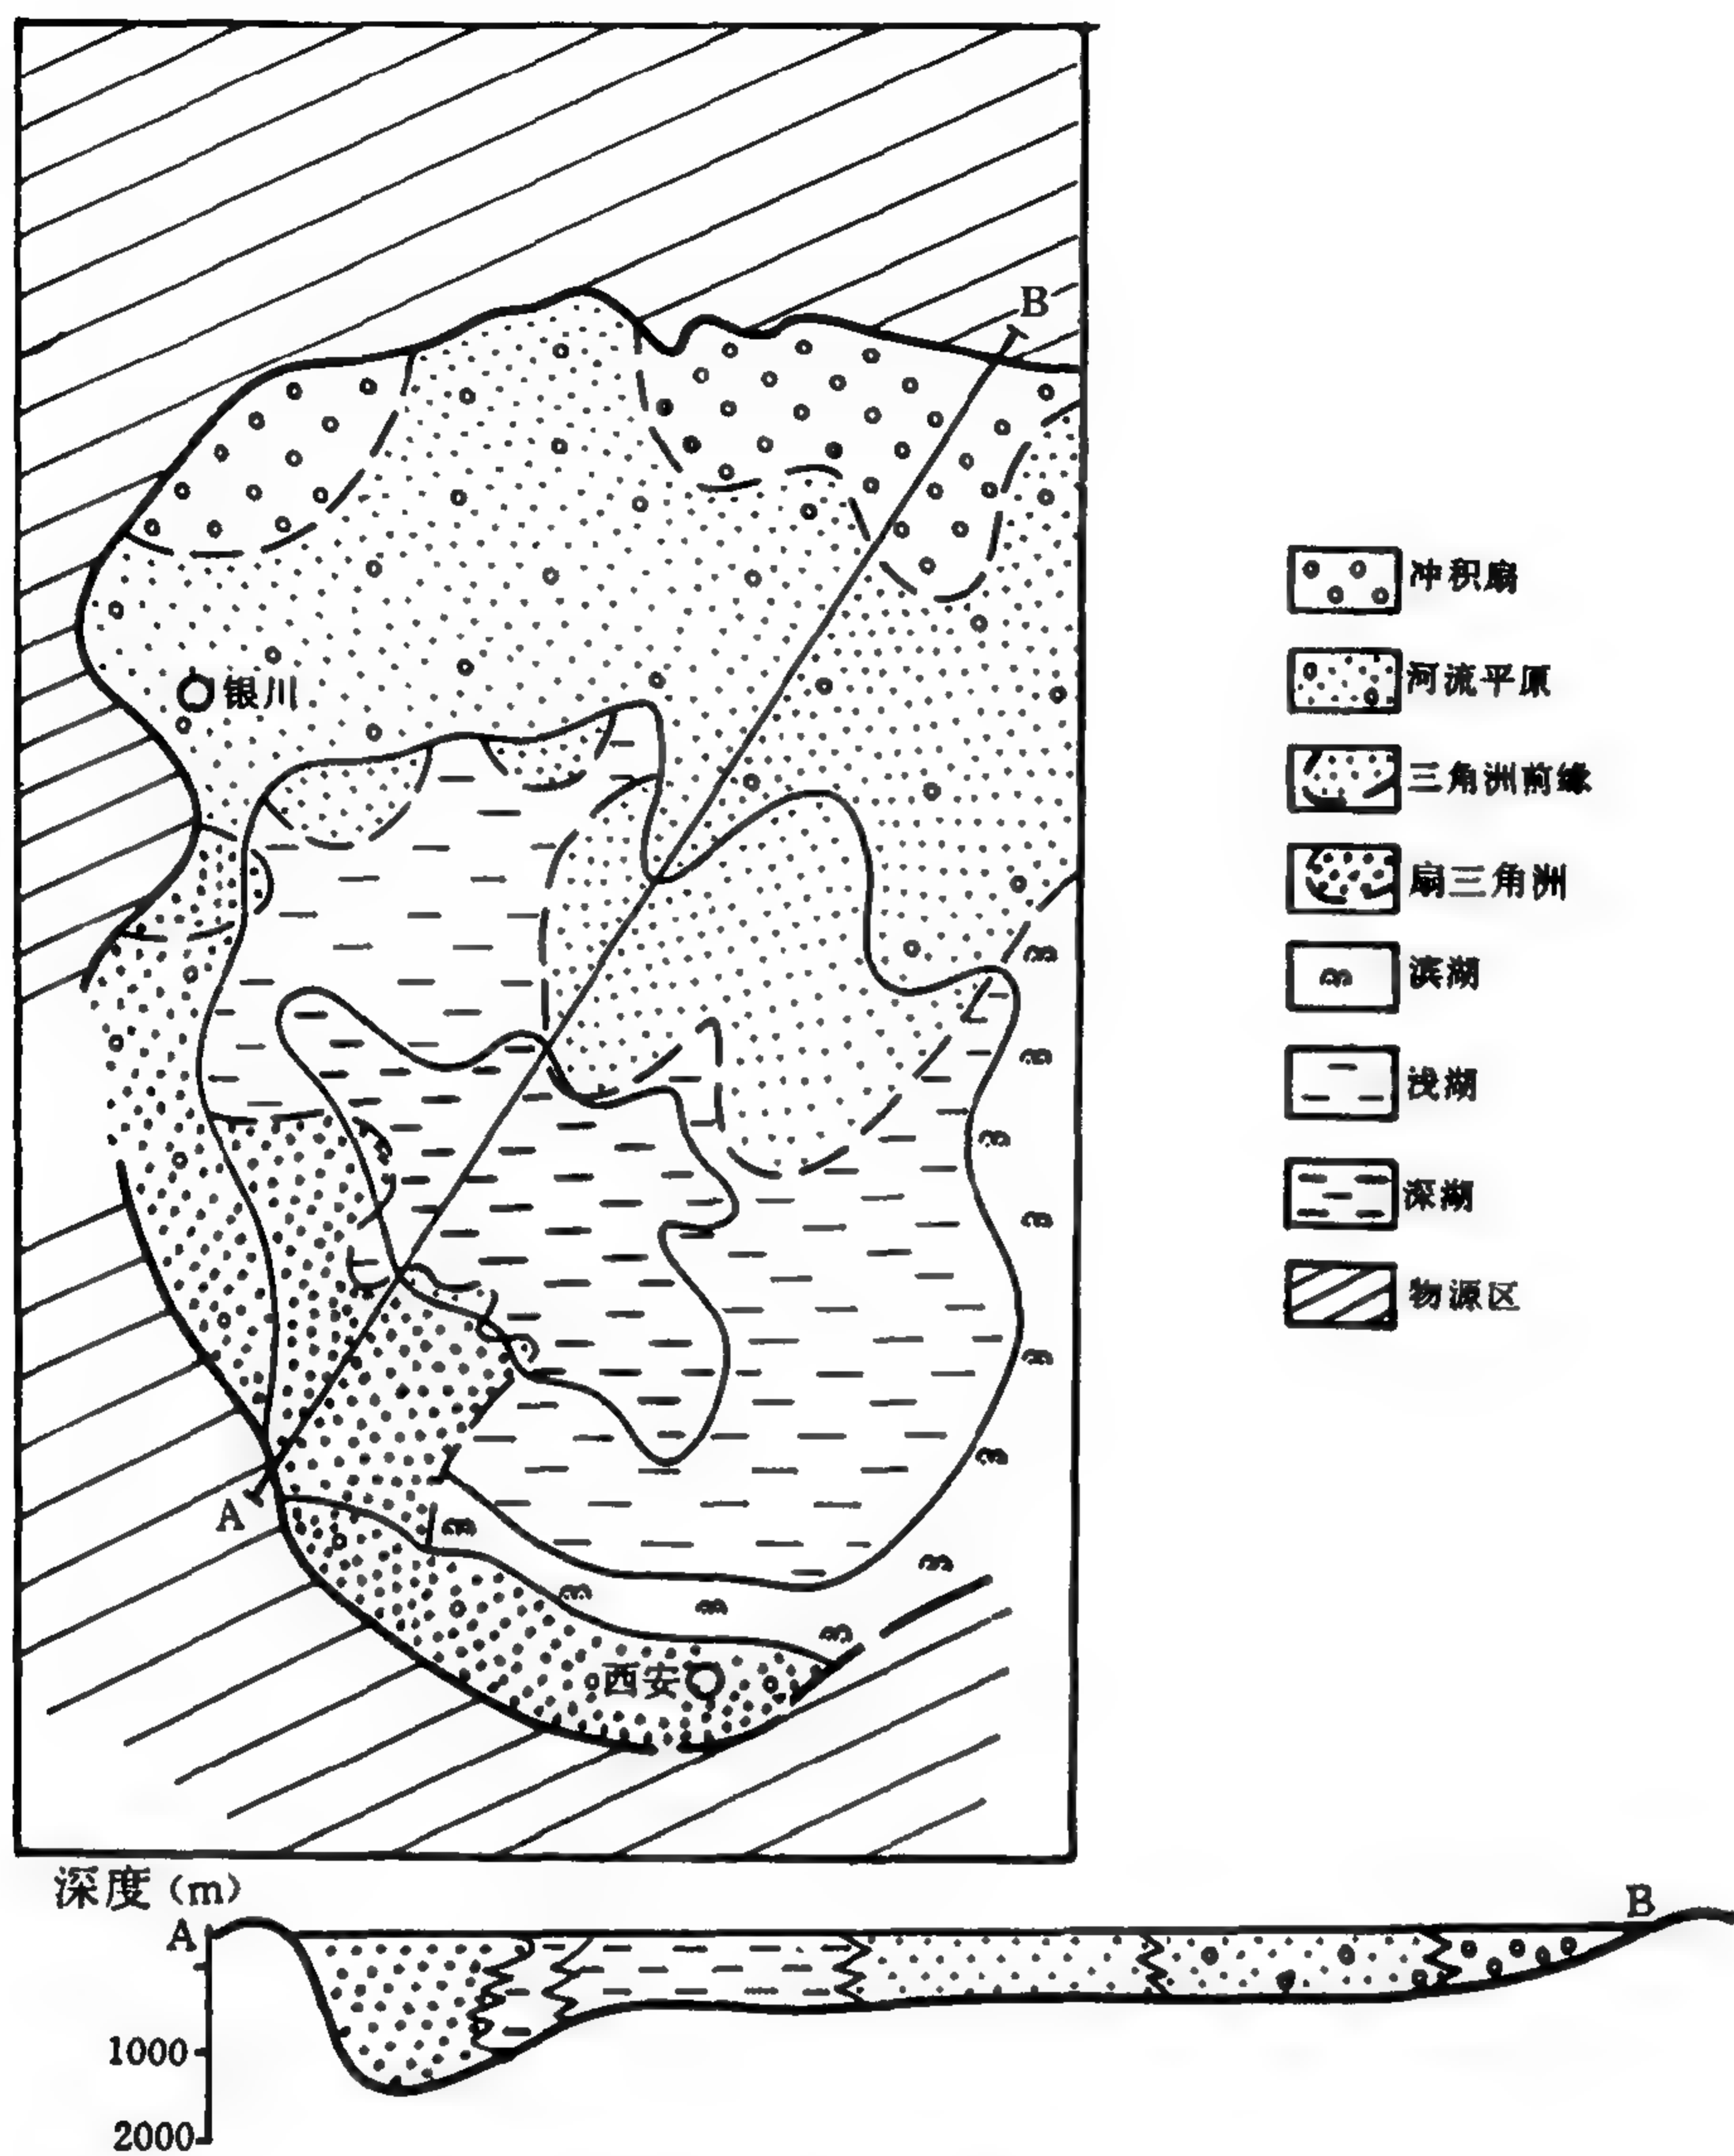 B
银川
A
西安
冲积扇
河流平原
三角洲前缘
扇三角洲
滨湖
浅湖
深湖
物源区
深度(m)
A
B
1000
2000